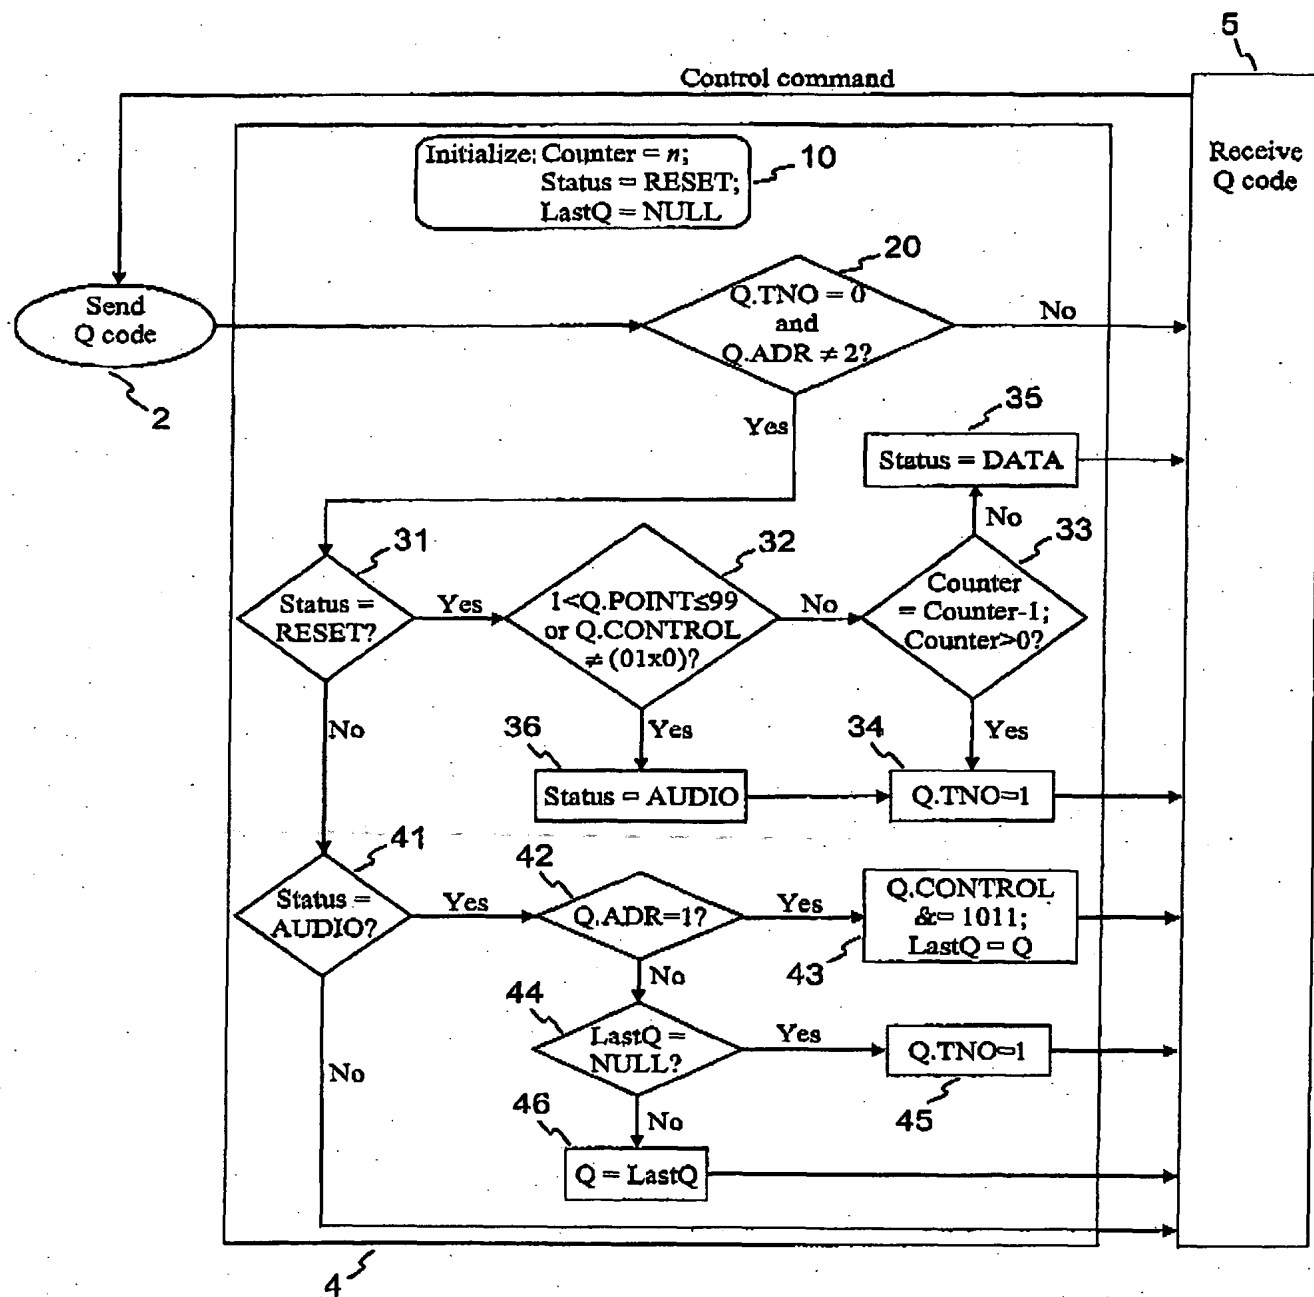 5
Control command
Initialize: Counter = n;
Status = RESET;
LastQ = NULL
10
Receive
Q code
20
Send
Q code
2
Q.TNO = 0
and
Q.ADR ≠ 2?
No
Yes
35
Status = DATA
No
31
Status =
RESET?
Yes
32
1<Q.POINT≤99
or Q.CONTROL
≠ (01x0)?
No
33
Counter
= Counter-1;
Counter>0?
No
Yes
Yes
36
Status = AUDIO
34
Q.TNO=1
41
Status =
AUDIO?
Yes
42
Q.ADR=1?
Yes
Q.CONTROL
&= 1011;
LastQ = Q
43
No
44
LastQ =
NULL?
Yes
Q.TNO=1
45
No
No
46
Q = LastQ
4